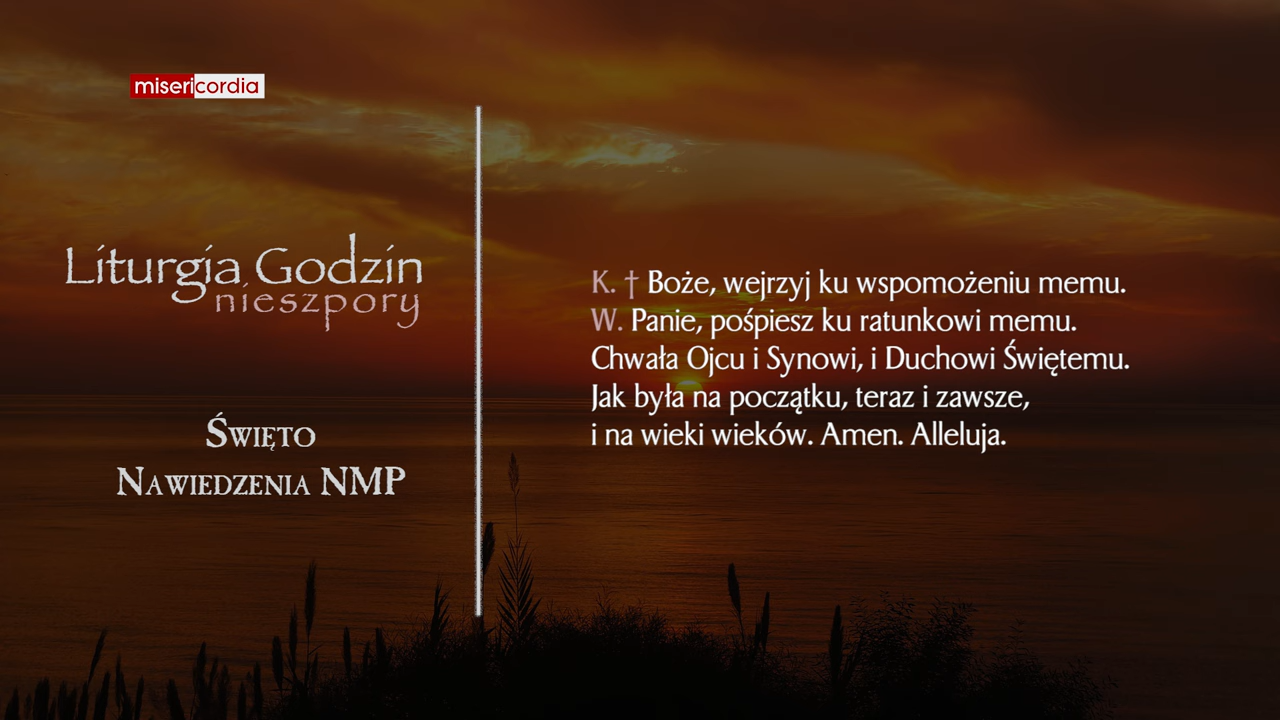 misericordia
Liturgia Godzin
nieszpory
Święto
Nawiedzenia NMP
K. † Boże, wejrzyj ku wspomożeniu memu.
W. Panie, pośpiesz ku ratunkowi memu.
Chwała Ojcu i Synowi, i Duchowi Świętemu.
Jak była na początku, teraz i zawsze,
i na wieki wieków. Amen. Alleluja.